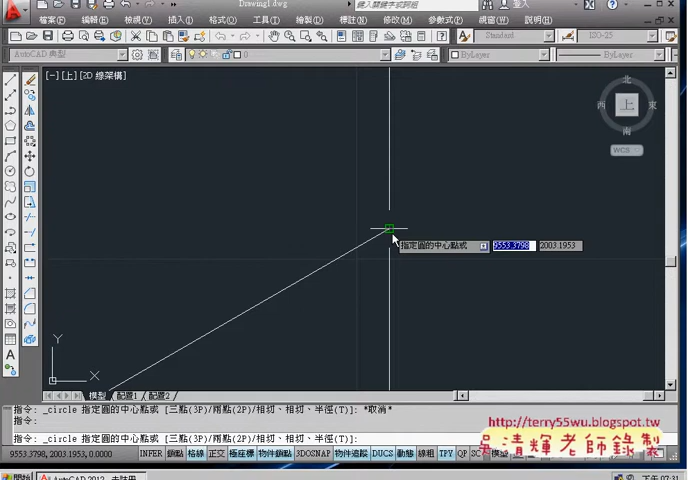 Drawing1.dwg
鍵入關鍵字或片語
登入
檔案(F) 編輯(E) 檢視(V) 插入(I) 格式(O) 工具(T) 繪製(D) 標註(N) 修改(M) 參數式(P) 視窗(W) 說明(H)
Standard ISO-25
AutoCAD 典型 0 ByLayer ByLayer
[-] [上] [2D 線架構]
北
西 上 東
南
WCS
指定圓的中心點或 9553.3798 2003.1953
Y
X
模型 配置1 配置2
指令: _circle 指定圓的中心點或 [三點(3P)/兩點(2P)/相切、相切、半徑(T)]: *取消*
指令:
指令: _circle 指定圓的中心點或 [三點(3P)/兩點(2P)/相切、相切、半徑(T)]:
http://terry55wu.blogspot.tw
吳清輝老師錄製
9553.3798, 2003.1953, 0.0000 INFER 鎖點 格線 正交 極座標 物件鎖點 3DOSNAP 物件追蹤 DUCS 動態 線粗 TPY QP SC 模型
開始 AutoCAD 2012 下午 07:31